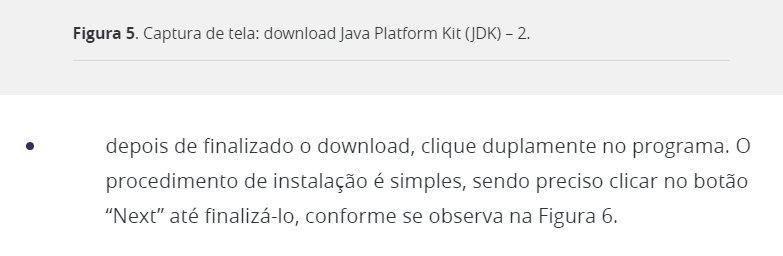 Figura 5. Captura de tela: download Java Platform Kit (JDK) – 2.
depois de finalizado o download, clique duplamente no programa. O
procedimento de instalação é simples, sendo preciso clicar no botão
“Next” até finalizá-lo, conforme se observa na Figura 6.